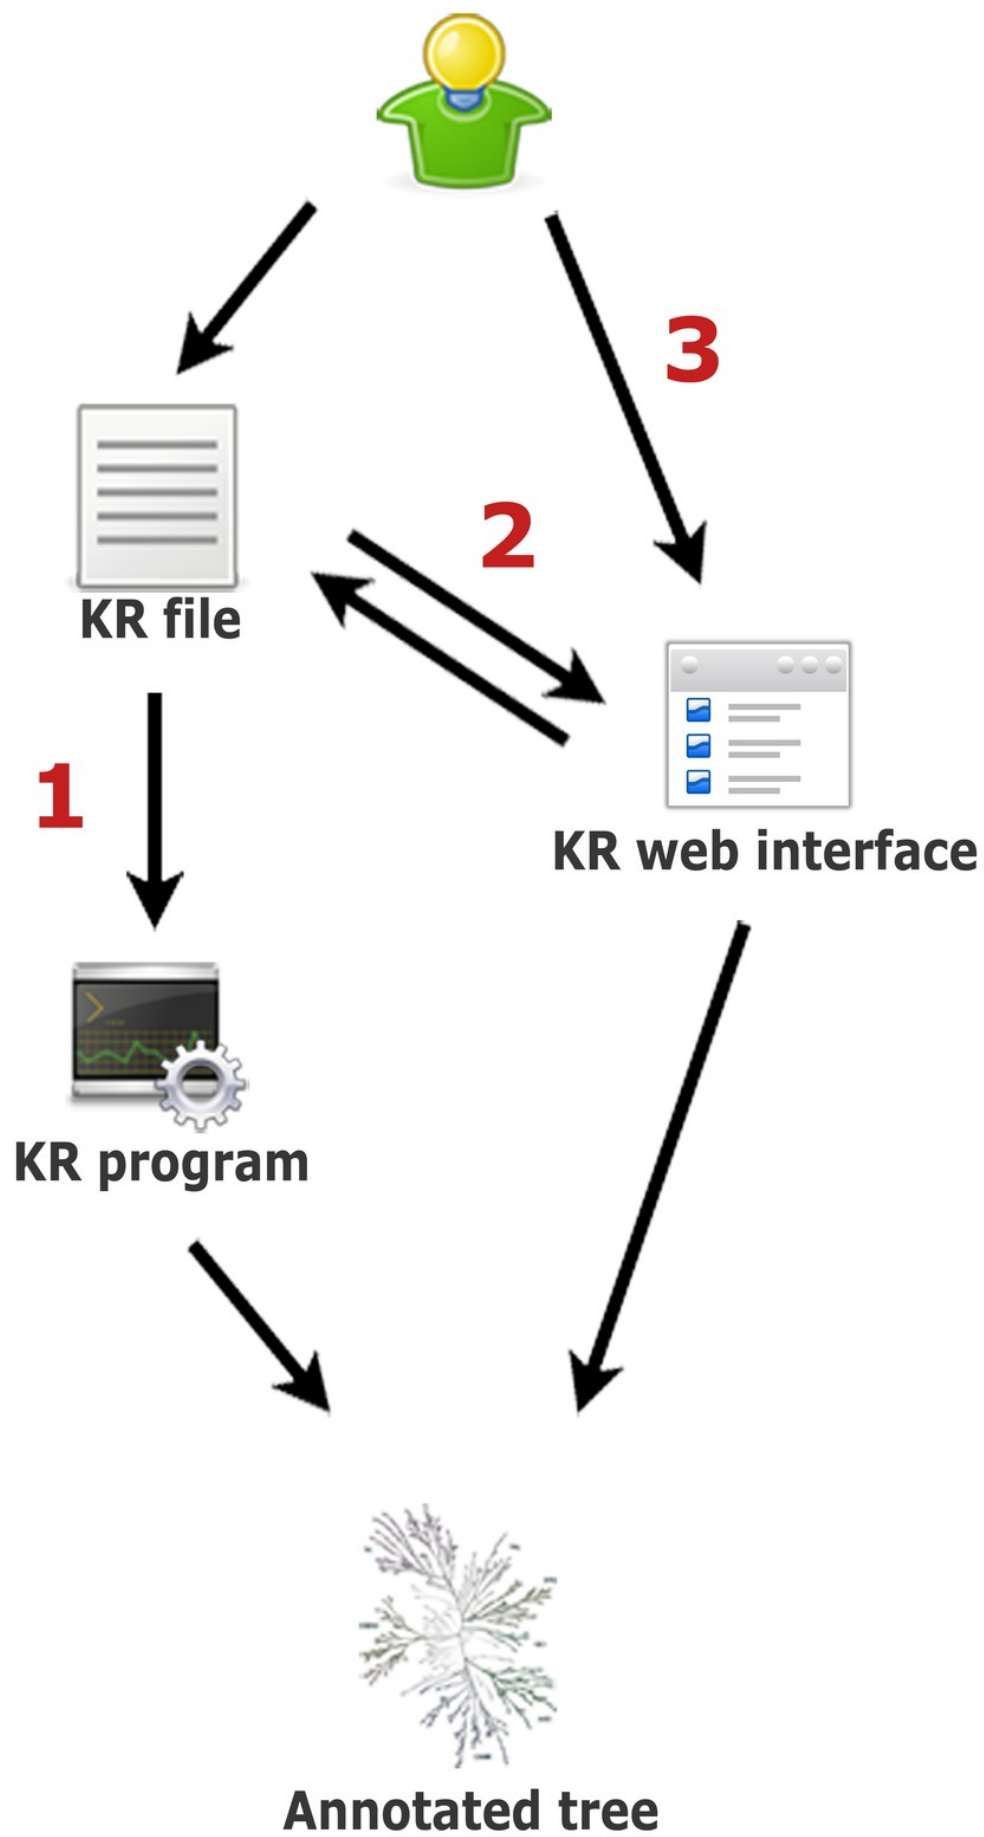 3
2
KR file
1
KR web interface
KR program
Annotated tree